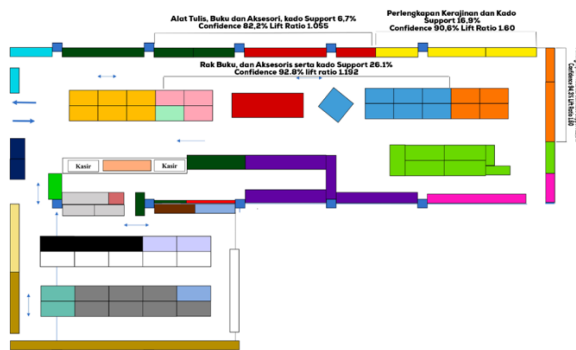 Alat Tulis, Buku dan Aksesori, kado Support 6,7%
Confidence 82,2% Lift Ratio 1.055
Perlengkapan Kerajinan dan Kado
Support 16,9%
Confidence 90,6% Lift Ratio 1.60
Rak Buku, dan Aksesoris serta kado Support 26.1%
Confidence 92.8% lift ratio 1.192
Kasir
Kasir